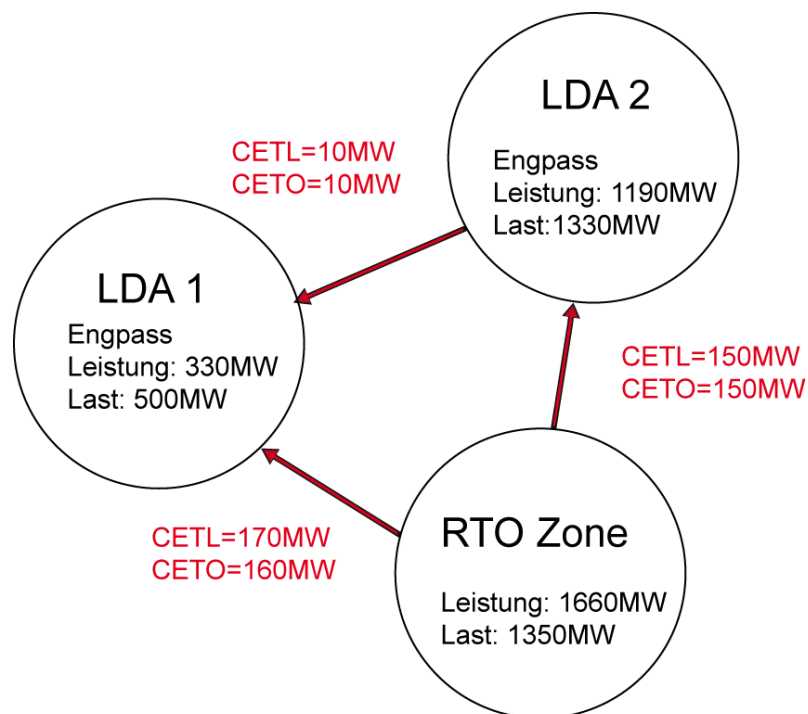 LDA 2
Engpass
Leistung: 1190MW
Last:1330MW
CETL=10MW
CETO=10MW
LDA 1
Engpass
Leistung: 330MW
Last: 500MW
CETL=150MW
CETO=150MW
CETL=170MW
CETO=160MW
RTO Zone
Leistung: 1660MW
Last: 1350MW